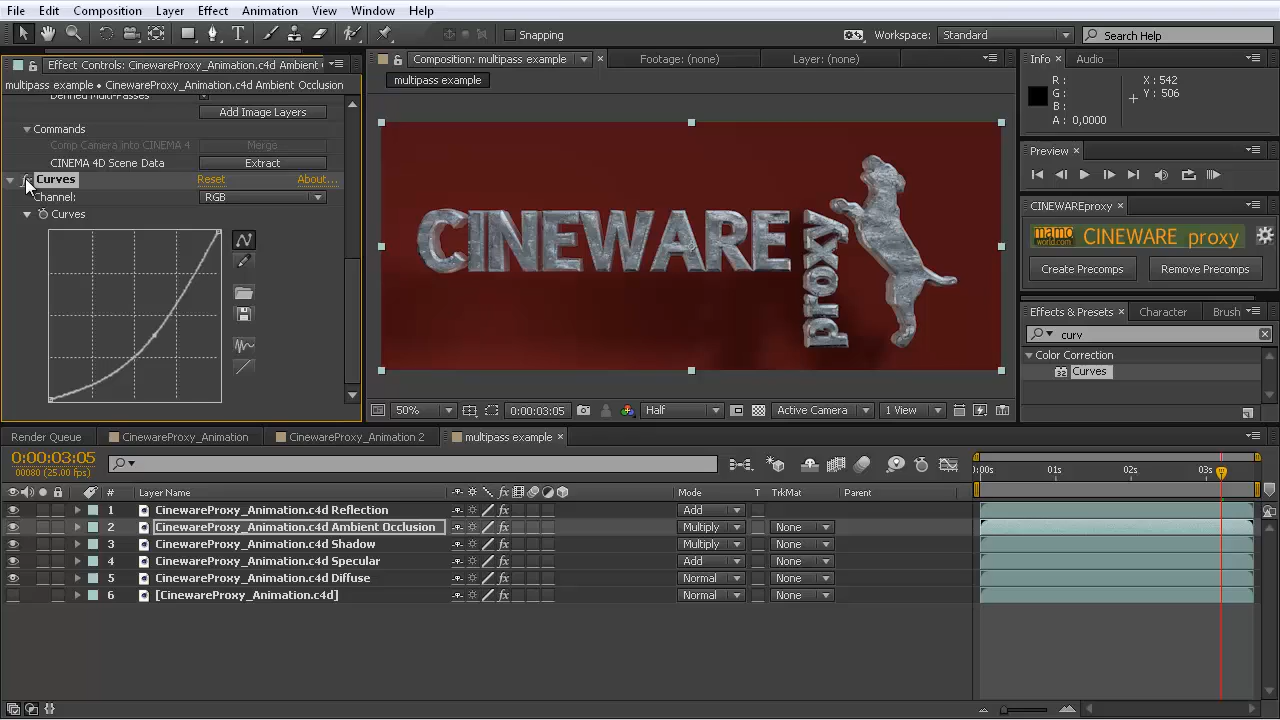 File Edit Composition Layer Effect Animation View Window Help
Snapping
Workspace: Standard
Search Help
Effect Controls: CinewareProxy_Animation.c4d Ambient
multipass example • CinewareProxy_Animation.c4d Ambient Occlusion
Defined Multi-Passes
Add Image Layers
Commands
Comp Camera into CINEMA 4 Merge
CINEMA 4D Scene Data Extract
Curves Reset About...
Channel: RGB
Curves
Composition: multipass example
Footage: (none)
Layer: (none)
multipass example
CINEWARE
proxy
50% 0:00:03:05 Half Active Camera 1 View
Info Audio
R: X: 542
G: Y: 506
B:
A: 0,0000
Preview
CINEWAREproxy
mamo
world.com
CINEWARE proxy
Create Precomps Remove Precomps
Effects & Presets Character Brush
curv
Color Correction
32 Curves
Render Queue CinewareProxy_Animation CinewareProxy_Animation 2 multipass example
0:00:03:05
00080 (25.00 fps)
:00s 01s 02s 03s
# Layer Name Mode T TrkMat Parent
1 CinewareProxy_Animation.c4d Reflection Add
2 [CinewareProxy_Animation.c4d Ambient Occlusion Multiply None
3 CinewareProxy_Animation.c4d Shadow Multiply None
4 CinewareProxy_Animation.c4d Specular Add None
5 CinewareProxy_Animation.c4d Diffuse Normal None
6 [CinewareProxy_Animation.c4d] Normal None